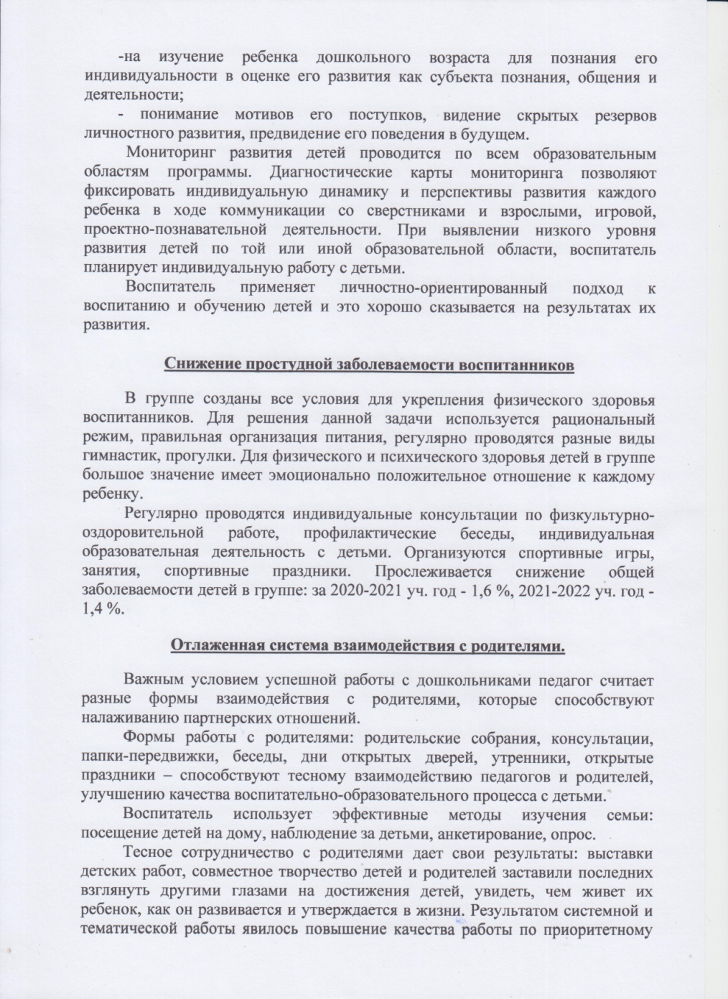 -на изучение ребенка дошкольного возраста для познания его
индивидуальности в оценке его развития как субъекта познания, общения и
деятельности;
- понимание мотивов его поступков, видение скрытых резервов
личностного развития, предвидение его поведения в будущем.
Мониторинг развития детей проводится по всем образовательным
областям программы. Диагностические карты мониторинга позволяют
фиксировать индивидуальную динамику и перспективы развития каждого
ребенка в ходе коммуникации со сверстниками и взрослыми, игровой,
проектно-познавательной деятельности. При выявлении низкого уровня
развития детей по той или иной образовательной области, воспитатель
планирует индивидуальную работу с детьми.
Воспитатель применяет личностно-ориентированный подход к
воспитанию и обучению детей и это хорошо сказывается на результатах их
развития.
Снижение простудной заболеваемости воспитанников
В группе созданы все условия для укрепления физического здоровья
воспитанников. Для решения данной задачи используется рациональный
режим, правильная организация питания, регулярно проводятся разные виды
гимнастик, прогулки. Для физического и психического здоровья детей в группе
большое значение имеет эмоционально положительное отношение к каждому
ребенку.
Регулярно проводятся индивидуальные консультации по физкультурно-
оздоровительной работе, профилактические беседы, индивидуальная
образовательная деятельность с детьми. Организуются спортивные игры,
занятия, спортивные праздники. Прослеживается снижение общей
заболеваемости детей в группе: за 2020-2021 уч. год - 1,6 %, 2021-2022 уч. год -
1,4 %.
Отлаженная система взаимодействия с родителями.
Важным условием успешной работы с дошкольниками педагог считает
разные формы взаимодействия с родителями, которые способствуют
налаживанию партнерских отношений.
Формы работы с родителями: родительские собрания, консультации,
папки-передвижки, беседы, дни открытых дверей, утренники, открытые
праздники – способствуют тесному взаимодействию педагогов и родителей,
улучшению качества воспитательно-образовательного процесса с детьми.
Воспитатель использует эффективные методы изучения семьи:
посещение детей на дому, наблюдение за детьми, анкетирование, опрос.
Тесное сотрудничество с родителями дает свои результаты: выставки
детских работ, совместное творчество детей и родителей заставили последних
взглянуть другими глазами на достижения детей, увидеть, чем живет их
ребенок, как он развивается и утверждается в жизни. Результатом системной и
тематической работы явилось повышение качества работы по приоритетному